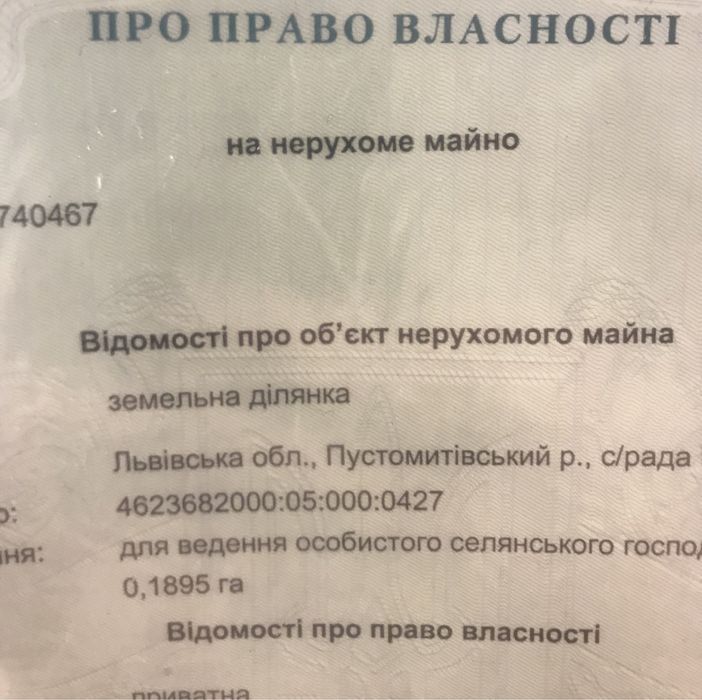 ПРО ПРАВО ВЛАСНОСТІ
на нерухоме майно
740467
Відомості про об'єкт нерухомого майна
земельна ділянка
Львівська обл., Пустомитівський р., с/рада
4623682000:05:000:0427
для ведення особистого селянського
0,1895 га
Відомості про право власності
приватна